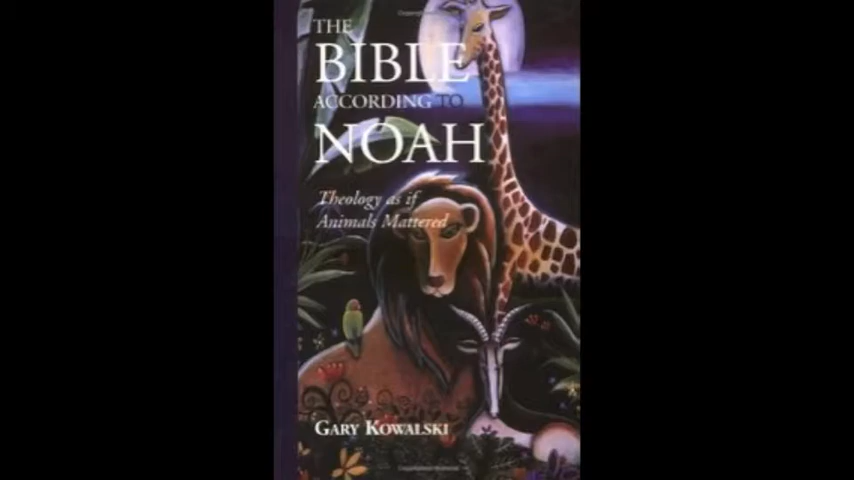 THE
BIBLE
ACCORDING TO
NOAH
Theology as if
Animals Mattered
GARY KOWALSKI